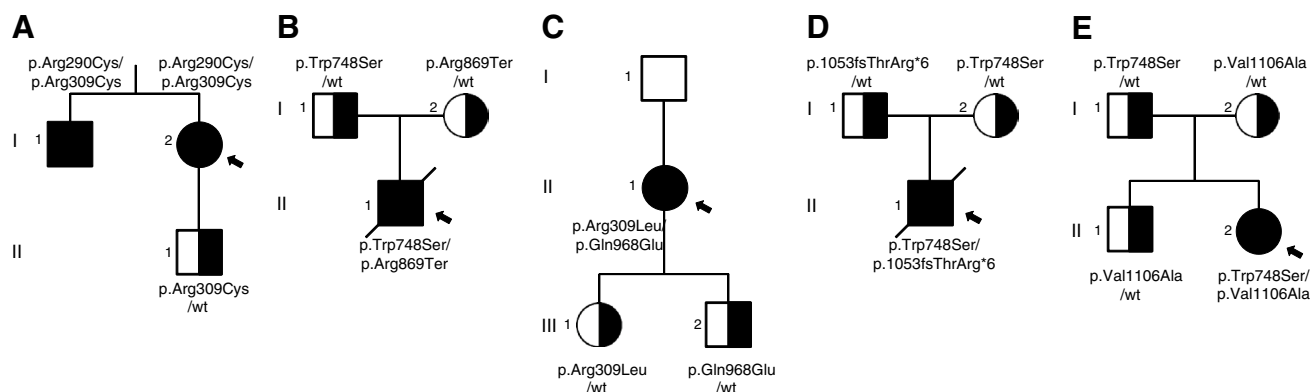 A
p.Arg290Cys/
p.Arg309Cys
p.Arg290Cys/
p.Arg309Cys
I
1
2
II
1
p.Arg309Cys
/wt
B
p.Trp748Ser
/wt
p.Arg869Ter
/wt
I
1
2
II
1
p.Trp748Ser/
p.Arg869Ter
C
I
1
II
1
p.Arg309Leu/
p.Gln968Glu
III
1
2
p.Arg309Leu
/wt
p.Gln968Glu
/wt
D
p.1053fsThrArg*6
/wt
p.Trp748Ser
/wt
I
1
2
II
1
p.Trp748Ser/
p.1053fsThrArg*6
E
p.Trp748Ser
/wt
p.Val1106Ala
/wt
I
1
2
II
1
2
p.Val1106Ala
/wt
p.Trp748Ser/
p.Val1106Ala